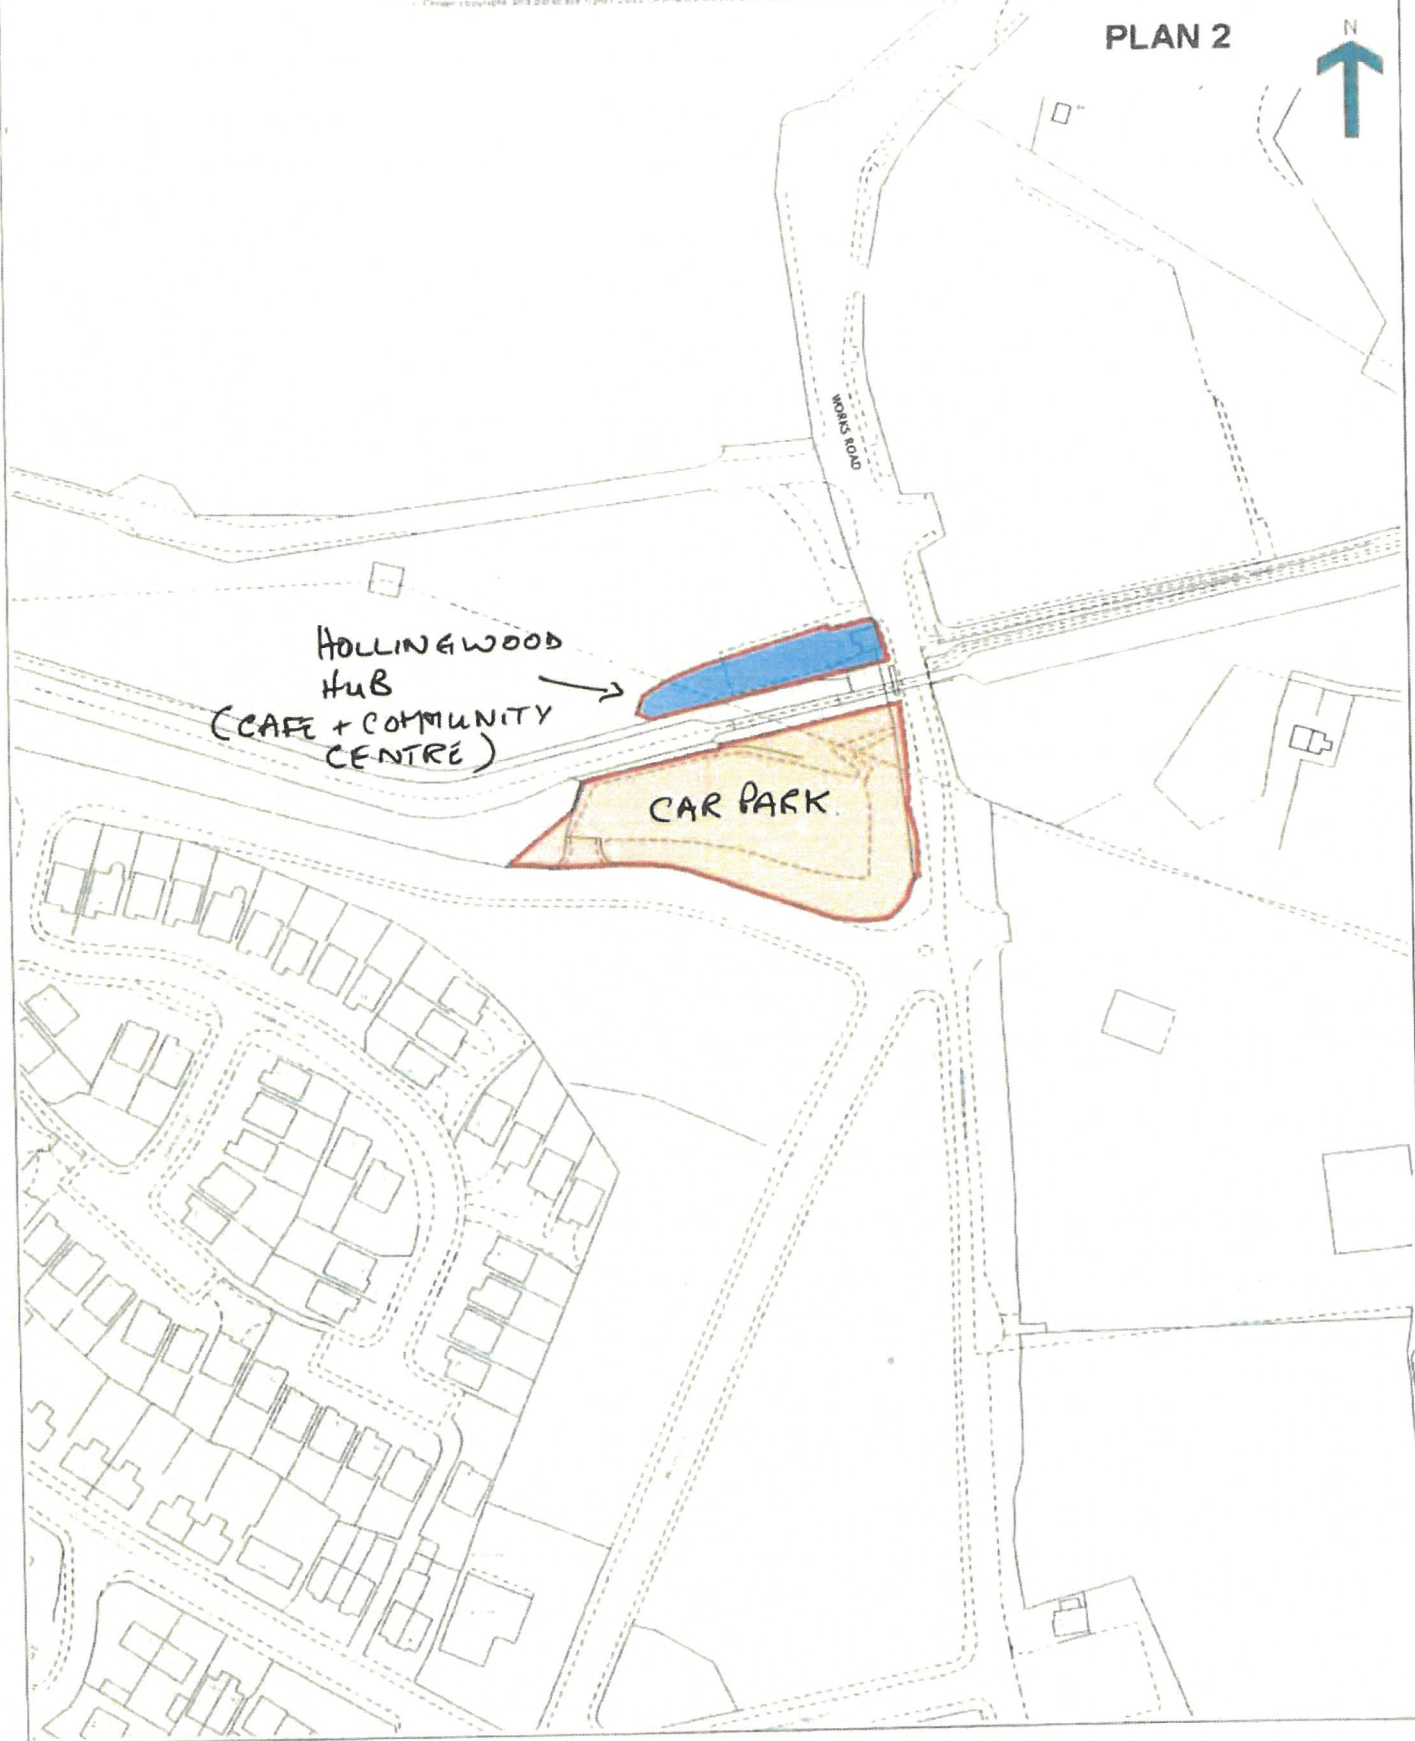 PLAN 2
N
WORKS ROAD
HOLLINGWOOD
HUB
(CAFE + COMMUNITY
CENTRE)
CAR PARK